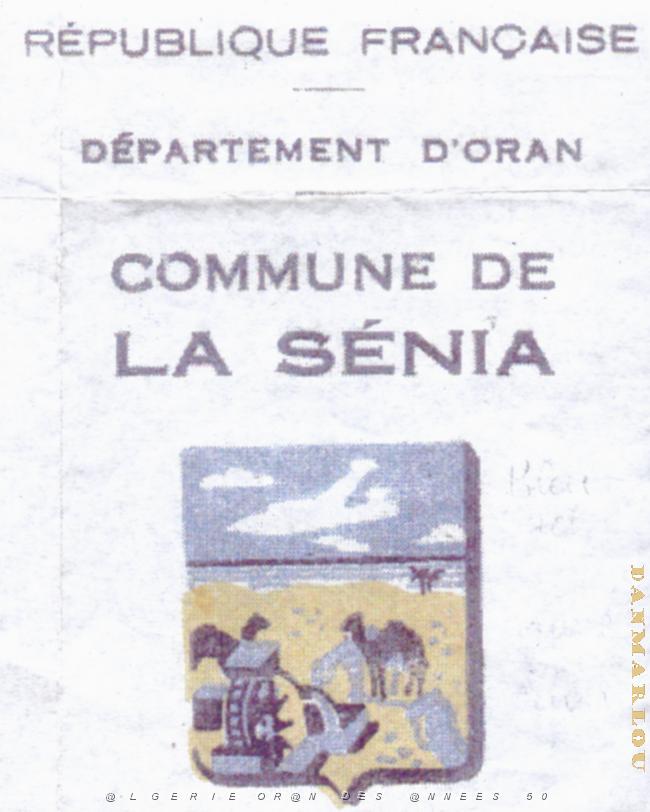 RÉPUBLIQUE FRANÇAISE
DÉPARTEMENT D'ORAN
COMMUNE DE
LA SÉNIA
DANMARLOU
@LGERIE OR@N DES @NNEES 50